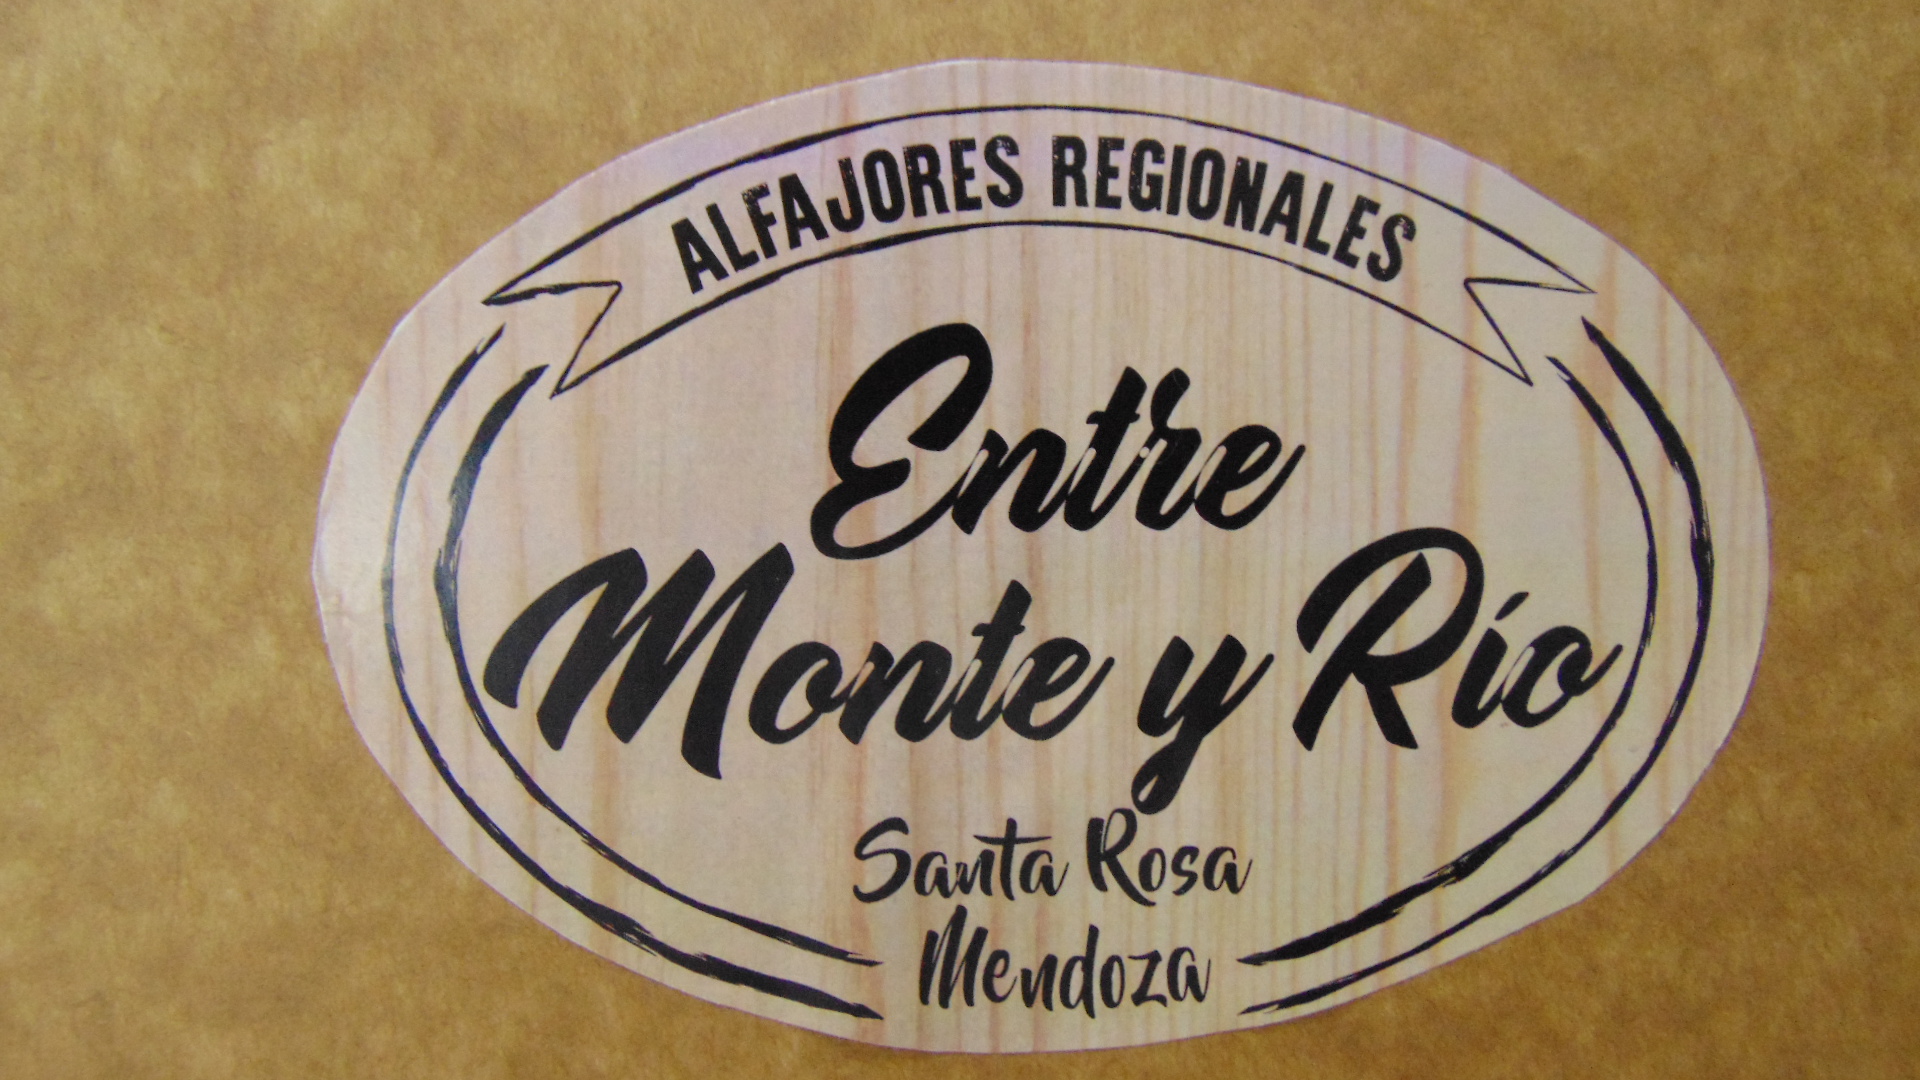 ALFAJORES REGIONALES
Entre
Monte y Río
Santa Rosa
Mendoza